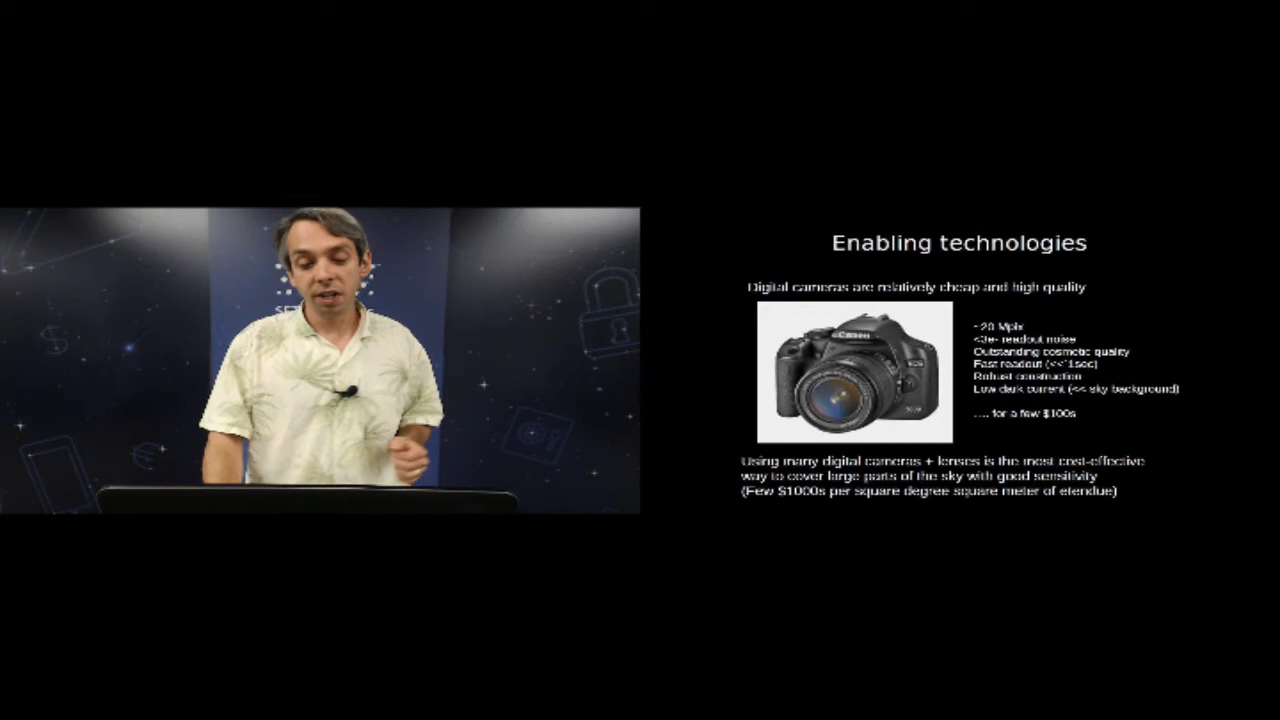 SET
Enabling technologies
Digital cameras are relatively cheap and high quality
Canon
EOS
~20 Mpix
<3e- readout noise
Outstanding cosmetic quality
Fast readout (<<~1sec)
Robust construction
Low dark current (<< sky background)
.... for a few $100s
Using many digital cameras + lenses is the most cost-effective
way to cover large parts of the sky with good sensitivity
(Few $1000s per square degree square meter of etendue)